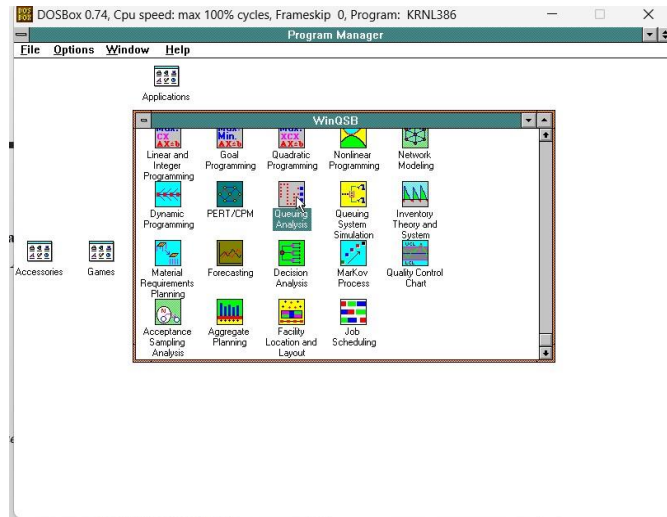 DOSBox 0.74, Cpu speed: max 100% cycles, Frameskip 0, Program: KRNL386
Program Manager
File Options Window Help
Applications
WinQSB
Linear and Integer Programming
Goal Programming
Quadratic Programming
Nonlinear Programming
Network Modeling
Dynamic Programming
PERT/CPM
Queuing Analysis
Queuing System Simulation
Inventory Theory and System
Accessories
Games
Material Requirements Planning
Forecasting
Decision Analysis
MarKov Process
Quality Control Chart
Acceptance Sampling Analysis
Aggregate Planning
Facility Location and Layout
Job Scheduling